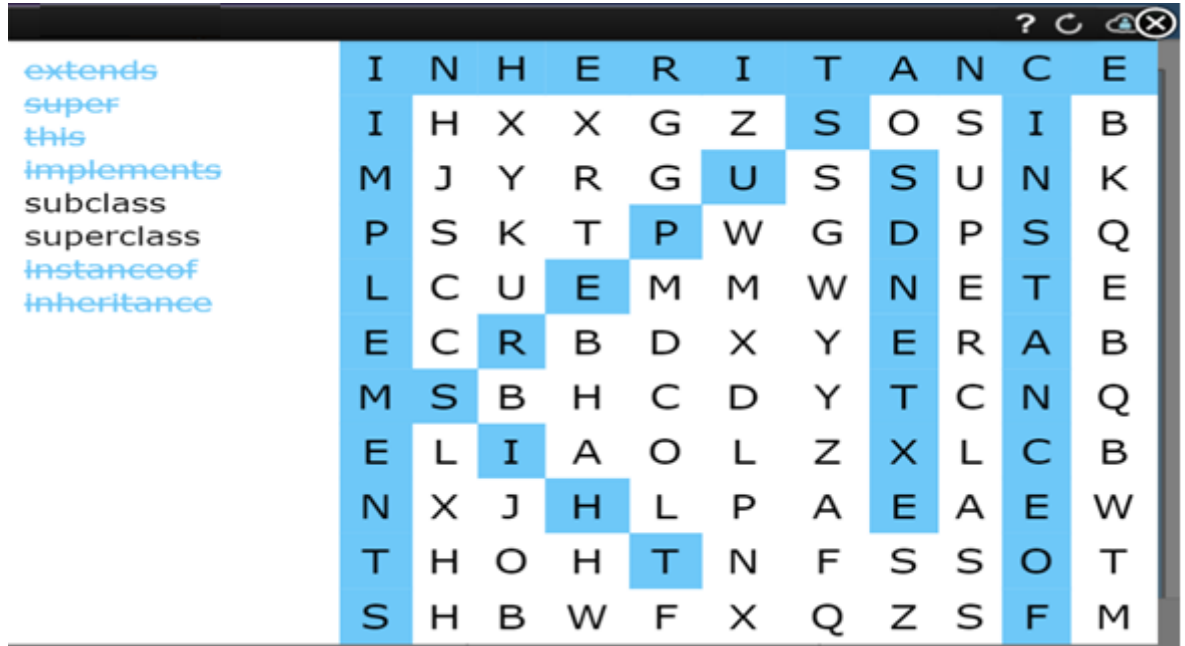 ?
extends
super
this
implements
subclass
superclass
instanceof
inheritance
I N H E R I T A N C E
I H X X G Z S O S I B
M J Y R G U S S U N K
P S K T P W G D P S Q
L C U E M M W N E T E
E C R B D X Y E R A B
M S B H C D Y T C N Q
E L I A O L Z X L C B
N X J H L P A E A E W
T H O H T N F S S O T
S H B W F X Q Z S F M